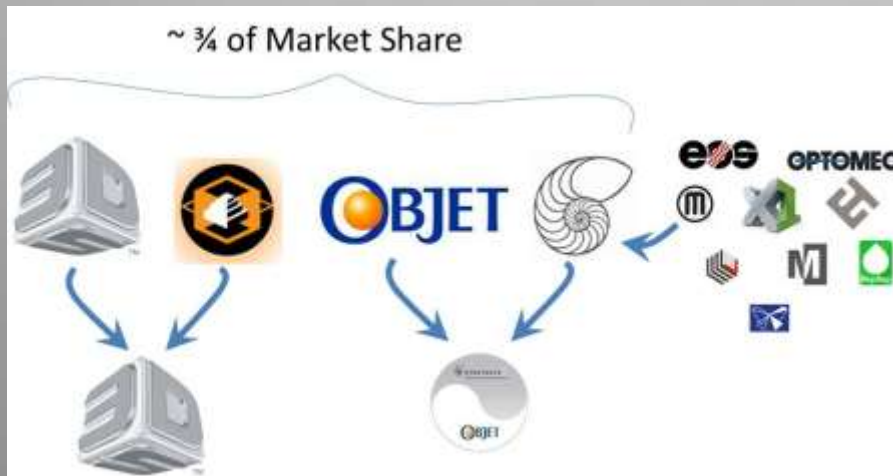 ~ ¾ of Market Share
OBJET
eos
OPTOMEC
M
OBJET